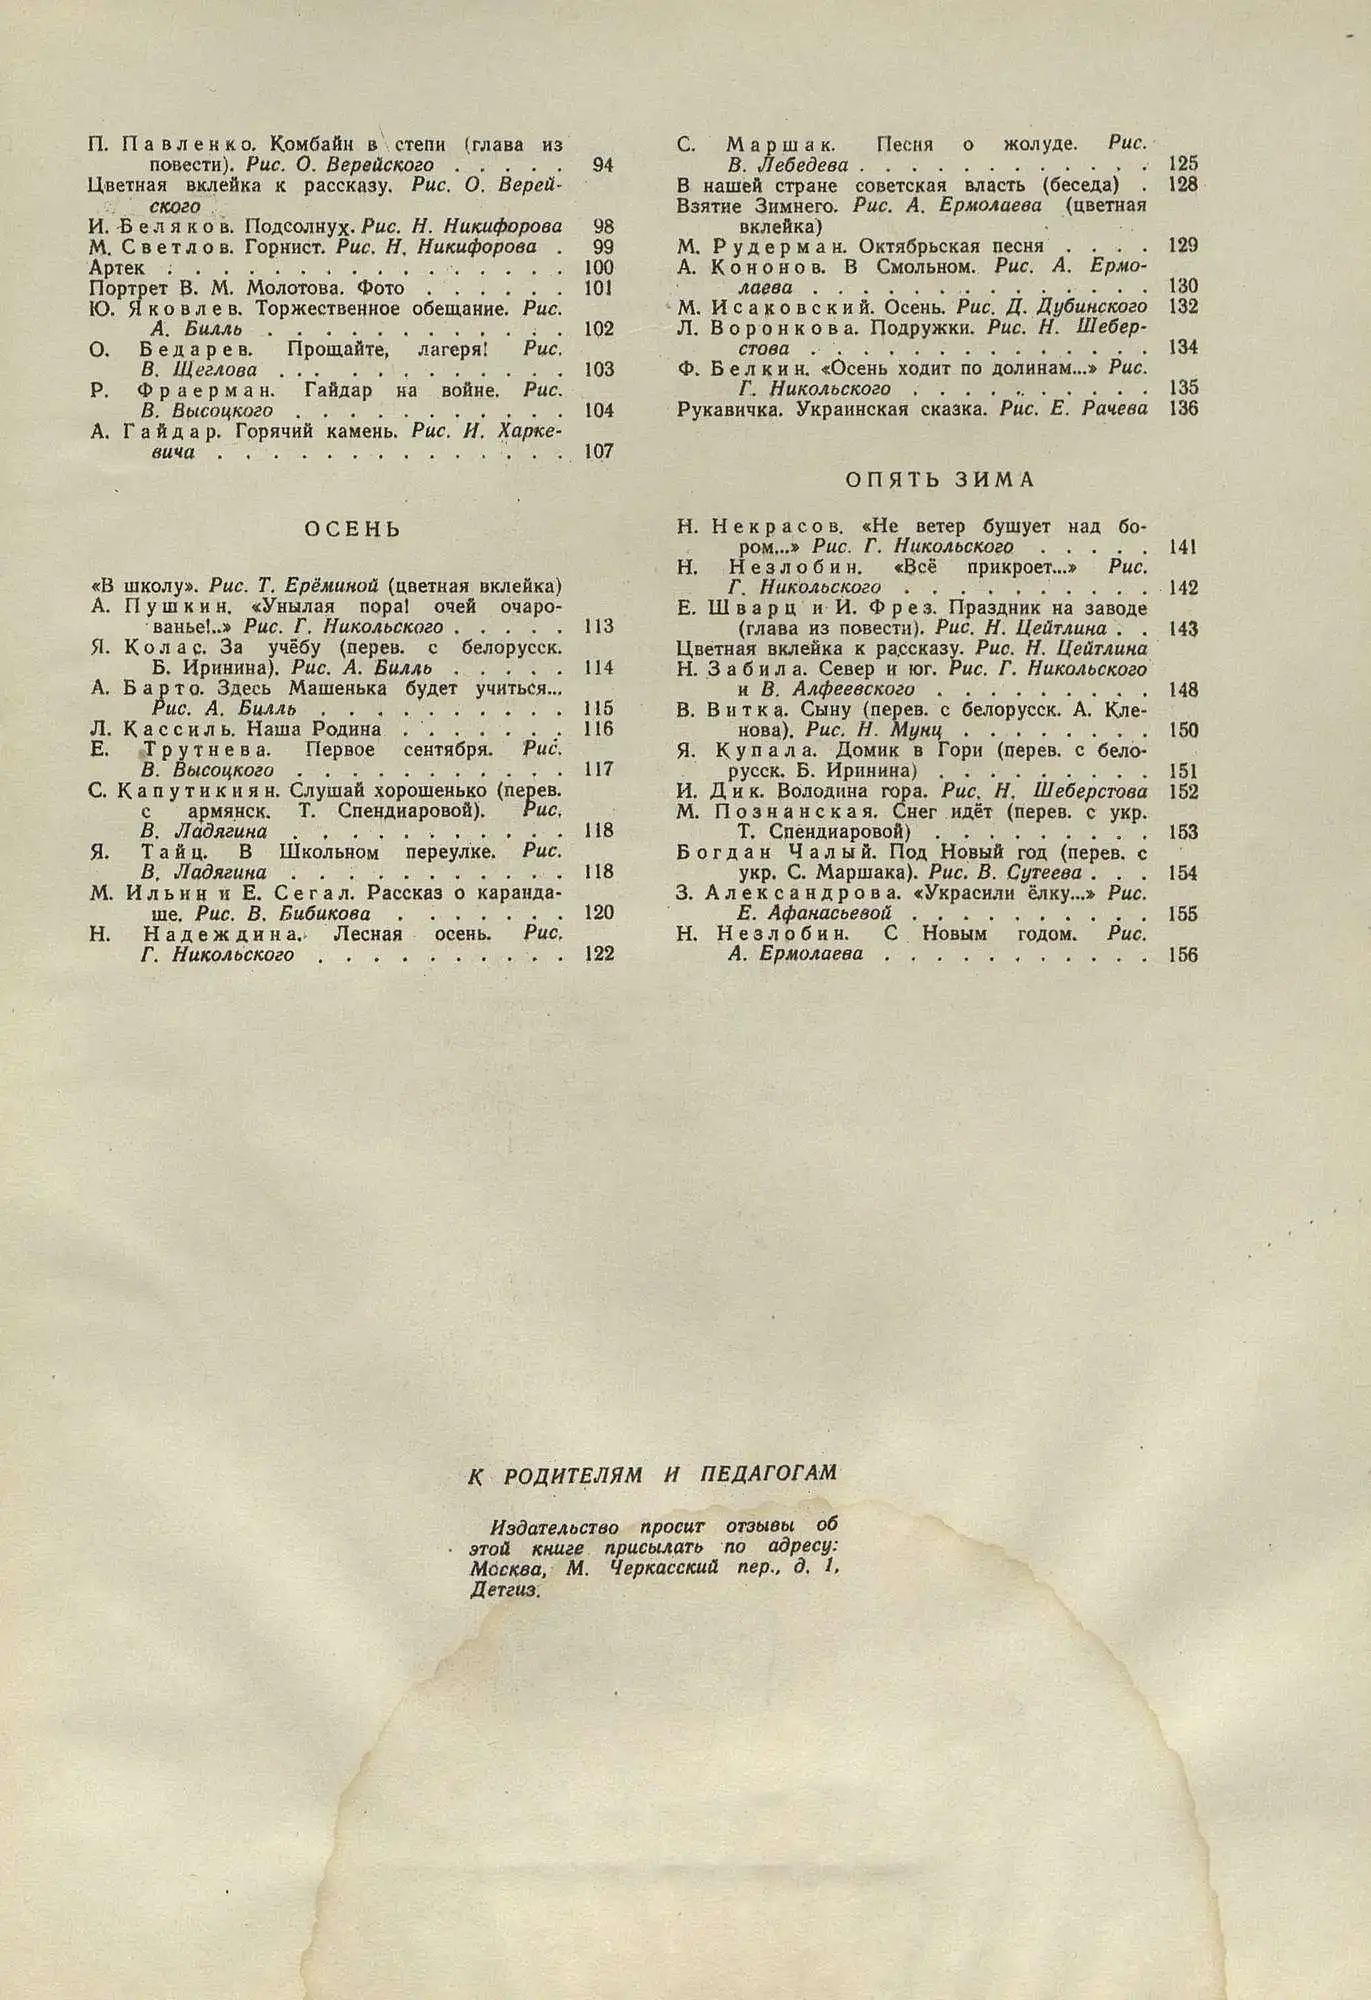 П. Павленко. Комбайн в степи (глава из
повести). Рис. О. Верейского . . . . . 94
Цветная вклейка к рассказу. Рис. О. Верей-
ского
И. Беляков. Подсолнух. Рис. Н. Никифорова 98
М. Светлов. Горнист. Рис. Н. Никифорова . 99
Артек . . . . . . . . . . . . . . . 100
Портрет В. М. Молотова. Фото . . . . . . 101
Ю. Яковлев. Торжественное обещание. Рис.
А. Билль . . . . . . . . . . . 102
О. Бедарев. Прощайте, лагеря! Рис.
В. Щеглова . . . . . . . . . . . 103
Р. Фраерман. Гайдар на войне. Рис.
В. Высоцкого . . . . . . . . . . 104
А. Гайдар. Горячий камень. Рис. И. Харке-
вича . . . . . . . . . . . . . 107
ОСЕНЬ
«В школу». Рис. Т. Ерёминой (цветная вклейка)
А. Пушкин. «Унылая пора! очей очаро-
ванье!..» Рис. Г. Никольского . . . . . 113
Я. Колас. За учёбу (перев. с белорусск.
Б. Иринина). Рис. А. Билль . . . . . 114
А. Барто. Здесь Машенька будет учиться...
Рис. А. Билль . . . . . . . . . 115
Л. Кассиль. Наша Родина . . . . . . . 116
Е. Трутнева. Первое сентября. Рис.
В. Высоцкого . . . . . . . . . . 117
С. Капутикиян. Слушай хорошенько (перев.
с армянск. Т. Спендиаровой). Рис.
В. Ладягина . . . . . . . . . . 118
Я. Тайц. В Школьном переулке. Рис.
В. Ладягина . . . . . . . . . . 118
М. Ильин и Е. Сегал. Рассказ о каранда-
ше. Рис. В. Бибикова . . . . . . . 120
Н. Надеждина. Лесная осень. Рис.
Г. Никольского . . . . . . . . . 122
С. Маршак. Песня о жолуде. Рис.
В. Лебедева . . . . . . . . . . . 125
В нашей стране советская власть (беседа) . 128
Взятие Зимнего. Рис. А. Ермолаева (цветная
вклейка)
М. Рудерман. Октябрьская песня . . . . 129
А. Кононов. В Смольном. Рис. А. Ермо-
лаева . . . . . . . . . . . . . 130
М. Исаковский. Осень. Рис. Д. Дубинского 132
Л. Воронкова. Подружки. Рис. Н. Шебер-
стова . . . . . . . . . . . . . 134
Ф. Белкин. «Осень ходит по долинам...» Рис.
Г. Никольского . . . . . . . . . 135
Рукавичка. Украинская сказка. Рис. Е. Рачева 136
ОПЯТЬ ЗИМА
Н. Некрасов. «Не ветер бушует над бо-
ром...» Рис. Г. Никольского . . . . . 141
Н. Незлобин. «Всё прикроет...» Рис.
Г. Никольского . . . . . . . . . 142
Е. Шварц и И. Фрез. Праздник на заводе
(глава из повести). Рис. Н. Цейтлина . . 143
Цветная вклейка к рассказу. Рис. Н. Цейтлина
Н. Забила. Север и юг. Рис. Г. Никольского
и В. Алфеевского . . . . . . . . 148
В. Витка. Сыну (перев. с белорусск. А. Кле-
нова). Рис. Н. Мунц . . . . . . . 150
Я. Купала. Домик в Гори (перев. с бело-
русск. Б. Иринина) . . . . . . . . 151
И. Дик. Володина гора. Рис. Н. Шеберстова 152
М. Познанская. Снег идёт (перев. с укр.
Т. Спендиаровой) . . . . . . . . 153
Богдан Чалый. Под Новый год (перев. с
укр. С. Маршака). Рис. В. Сутеева . . . 154
З. Александрова. «Украсили ёлку...» Рис.
Е. Афанасьевой . . . . . . . . . 155
Н. Незлобин. С Новым годом. Рис.
А. Ермолаева . . . . . . . . . . 156
К РОДИТЕЛЯМ И ПЕДАГОГАМ
Издательство просит отзывы об
этой книге присылать по адресу:
Москва, М. Черкасский пер., д. 1,
Детгиз.